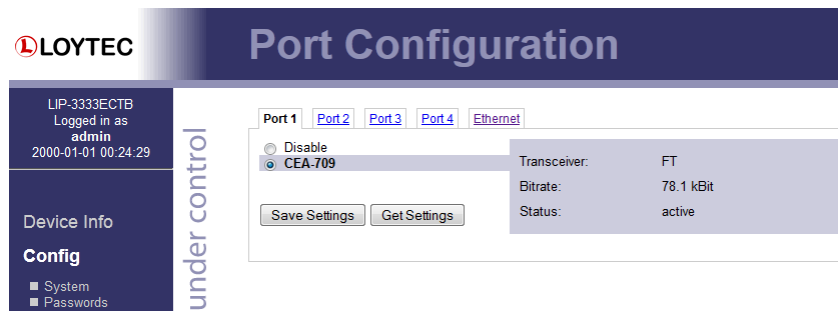 LOYTEC
Port Configuration
LIP-3333ECTB
Logged in as
admin
2000-01-01 00:24:29
Device Info
Config
System
Passwords
under control
Port 1 Port 2 Port 3 Port 4 Ethernet
Disable
CEA-709
Save Settings Get Settings
Transceiver: FT
Bitrate: 78.1 kBit
Status: active